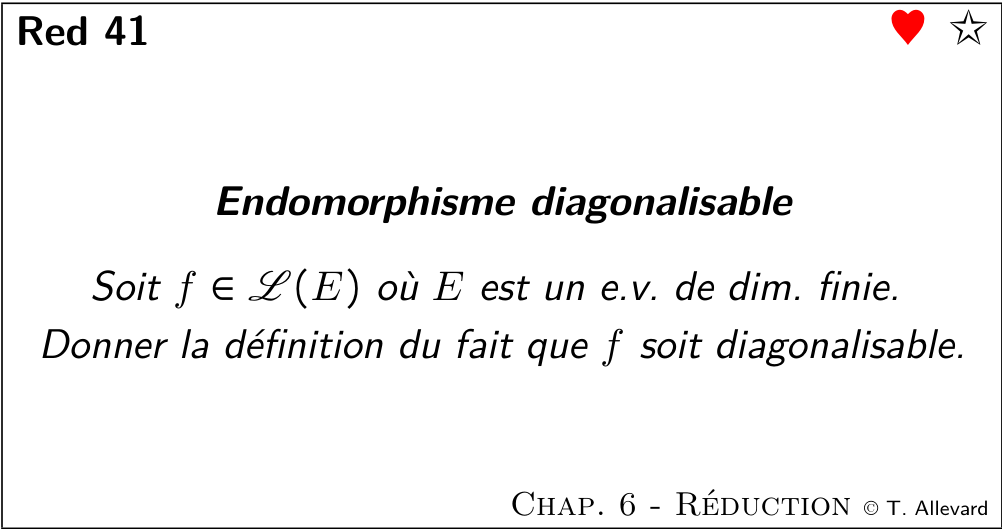 Red 41
Endomorphisme diagonalisable
Soit f ∈ ℒ(E) où E est un e.v. de dim. finie.
Donner la définition du fait que f soit diagonalisable.
Chap. 6 - Réduction © T. Allevard